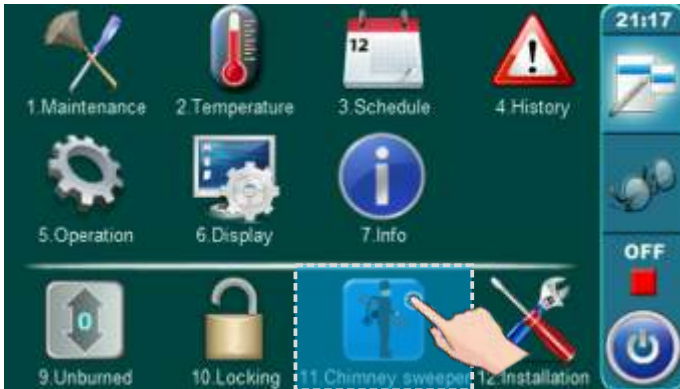 21:17
12
1.Maintenance 2.Temperature 3.Schedule 4.History
5.Operation 6.Display 7.Info
OFF
0
9.Unburned 10.Locking 11.Chimney sweeper 12.Installation